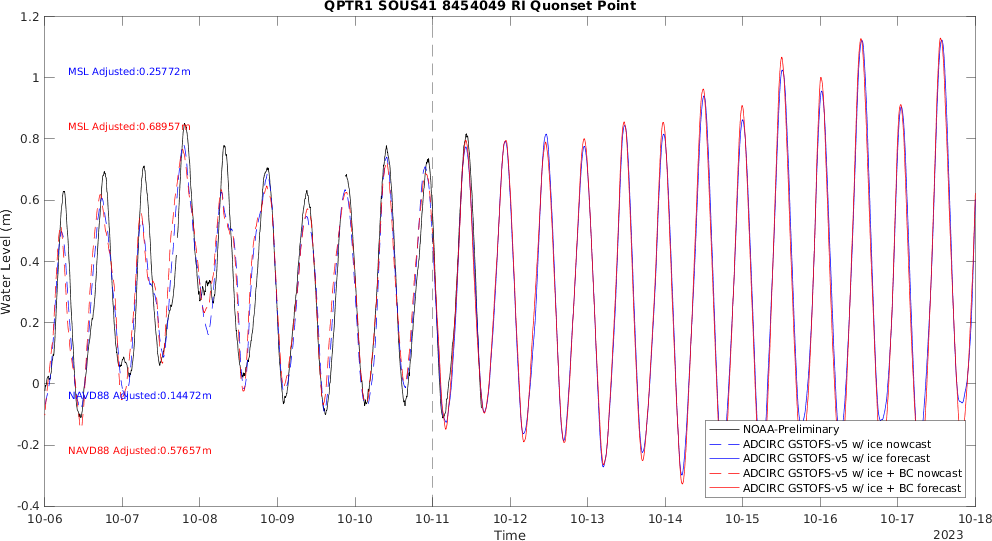 QPTR1 SOUS41 8454049 RI Quonset Point
1.2
1
0.8
0.6
0.4
0.2
0
-0.2
-0.4
Water Level (m)
MSL Adjusted:0.25772m
MSL Adjusted:0.68957m
NAVD88 Adjusted:0.14472m
NAVD88 Adjusted:0.57657m
NOAA-Preliminary
ADCIRC GSTOFS-v5 w/ ice nowcast
ADCIRC GSTOFS-v5 w/ ice forecast
ADCIRC GSTOFS-v5 w/ ice + BC nowcast
ADCIRC GSTOFS-v5 w/ ice + BC forecast
10-06 10-07 10-08 10-09 10-10 10-11 10-12 10-13 10-14 10-15 10-16 10-17 10-18
Time
2023